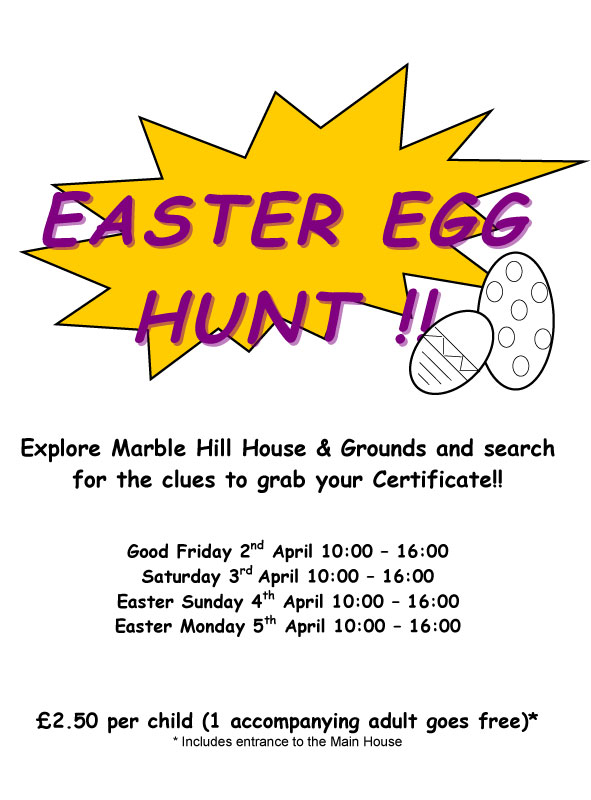 EASTER EGG
HUNT !!
Explore Marble Hill House & Grounds and search
for the clues to grab your Certificate!!
Good Friday 2nd April 10:00 – 16:00
Saturday 3rd April 10:00 – 16:00
Easter Sunday 4th April 10:00 – 16:00
Easter Monday 5th April 10:00 – 16:00
£2.50 per child (1 accompanying adult goes free)*
* Includes entrance to the Main House